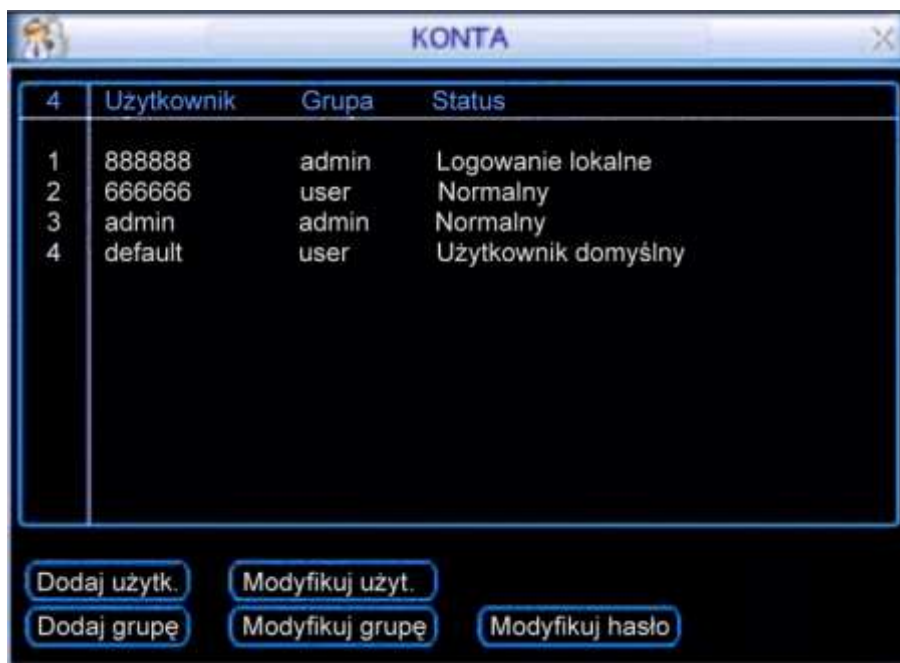 KONTA
4 Użytkownik Grupa Status
1 888888 admin Logowanie lokalne
2 666666 user Normalny
3 admin admin Normalny
4 default user Użytkownik domyślny
Dodaj użytk. Modyfikuj użyt.
Dodaj grupę Modyfikuj grupę Modyfikuj hasło